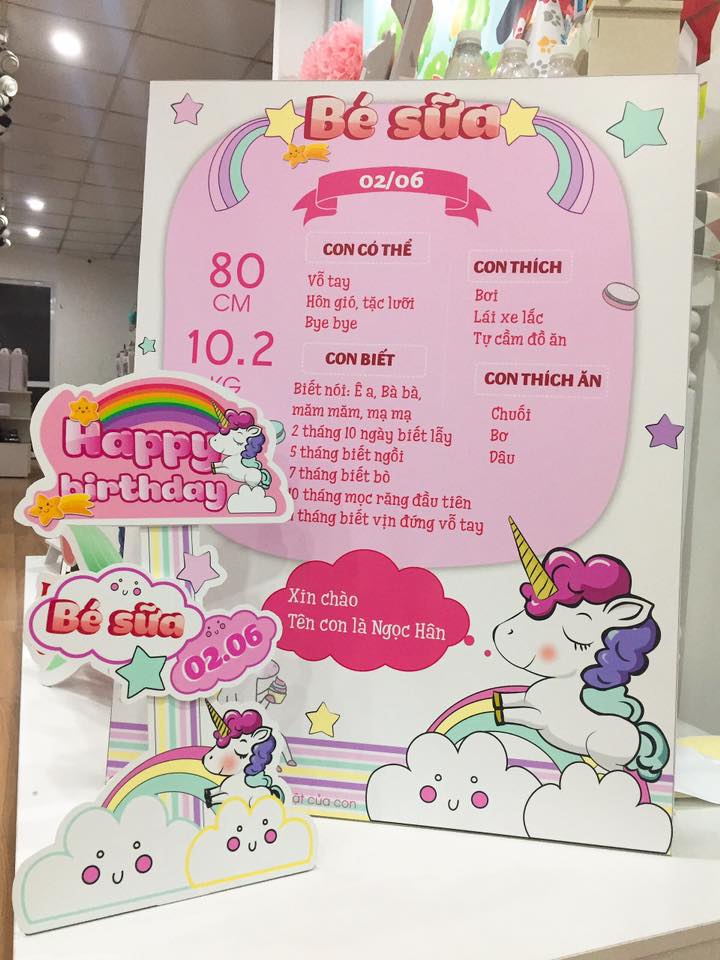 Bé sữa
02/06
80
CM
10.2
KG
CON CÓ THỂ
Vỗ tay
Hôn gió, tặc lưỡi
Bye bye
CON BIẾT
Biết nói: Ê a, Bà bà,
măm măm, mạ mạ
2 tháng 10 ngày biết lẫy
5 tháng biết ngồi
7 tháng biết bò
10 tháng mọc răng đầu tiên
tháng biết vịn đứng vỗ tay
CON THÍCH
Bơi
Lái xe lắc
Tự cầm đồ ăn
CON THÍCH ĂN
Chuối
Bơ
Dâu
Xin chào
Tên con là Ngọc Hân
Happy
birthday
Bé sữa
02.06
của con